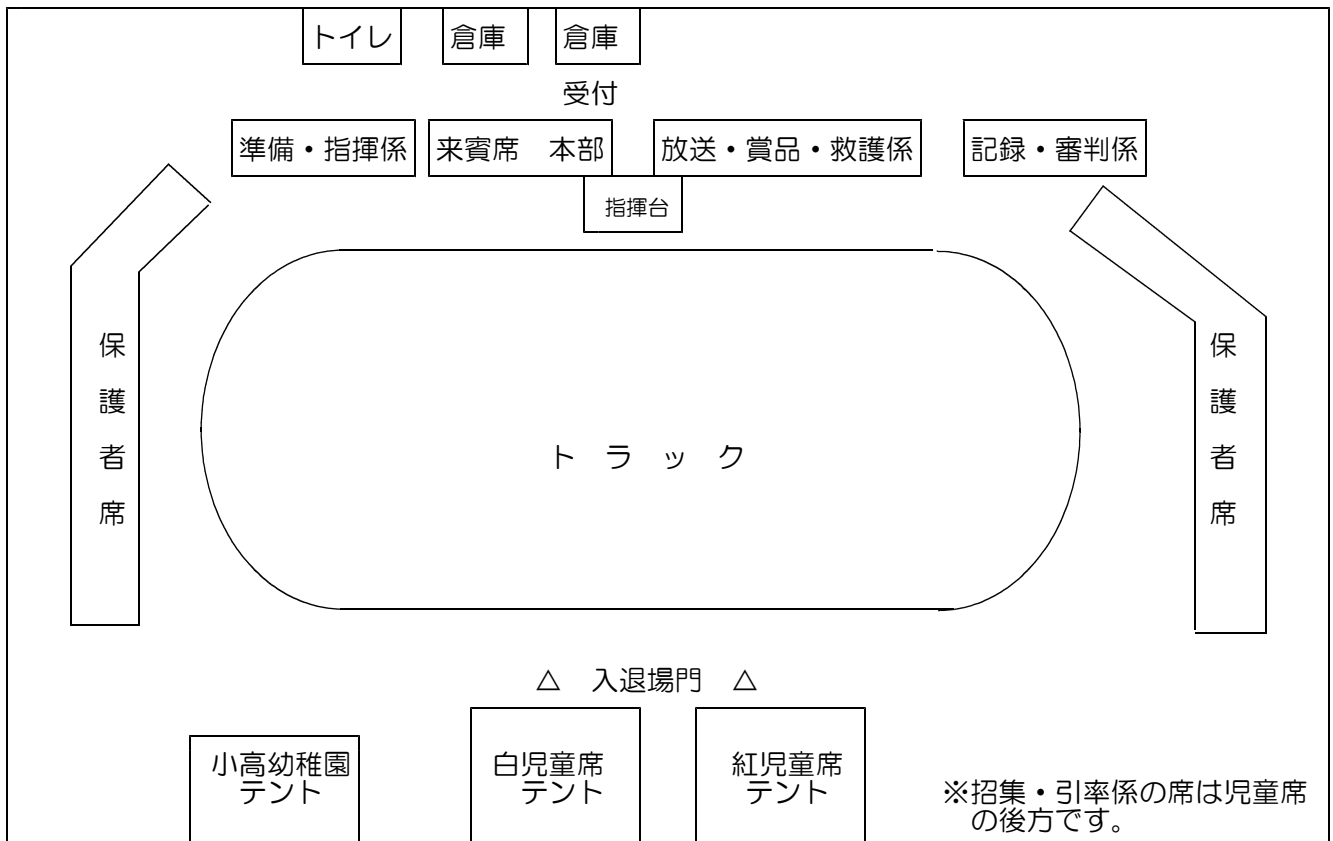 トイレ
倉庫
倉庫
受付
準備・指揮係
来賓席　本部
放送・賞品・救護係
記録・審判係
指揮台
保護者席
トラック
保護者席
△　入退場門　△
小高幼稚園
テント
白児童席
テント
紅児童席
テント
※招集・引率係の席は児童席
の後方です。